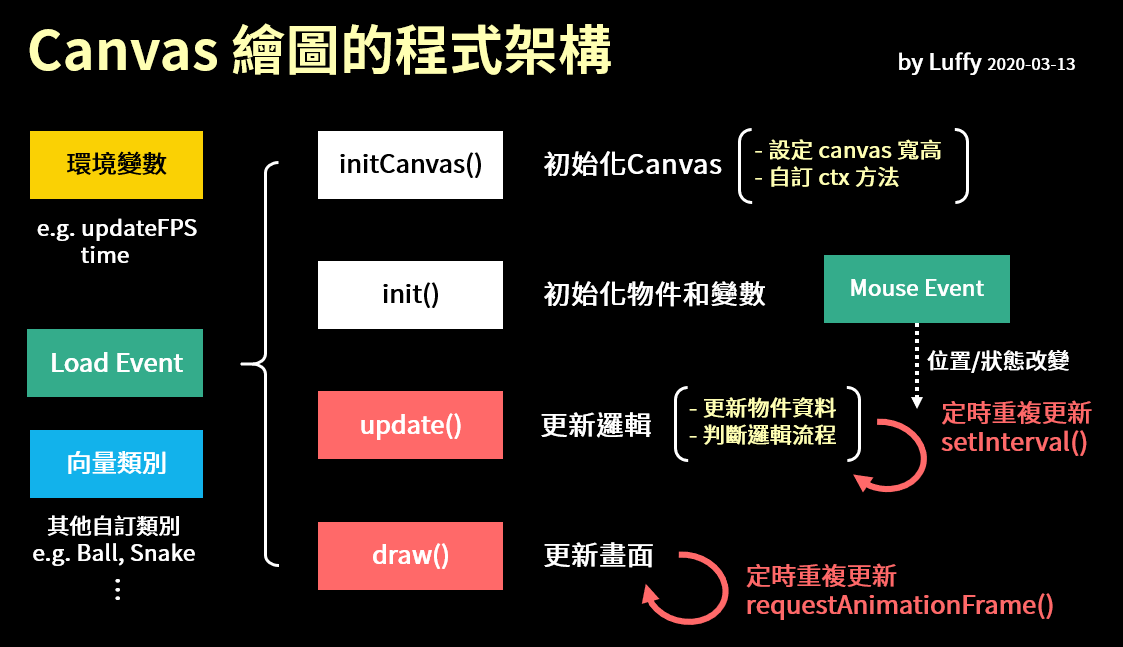 Canvas 繪圖的程式架構
by Luffy 2020-03-13
環境變數
e.g. updateFPS
time
Load Event
向量類別
其他自訂類別
e.g. Ball, Snake
⋮
initCanvas()
初始化Canvas
- 設定 canvas 寬高
- 自訂 ctx 方法
init()
初始化物件和變數
Mouse Event
位置/狀態改變
update()
更新邏輯
- 更新物件資料
- 判斷邏輯流程
定時重複更新
setInterval()
draw()
更新畫面
定時重複更新
requestAnimationFrame()